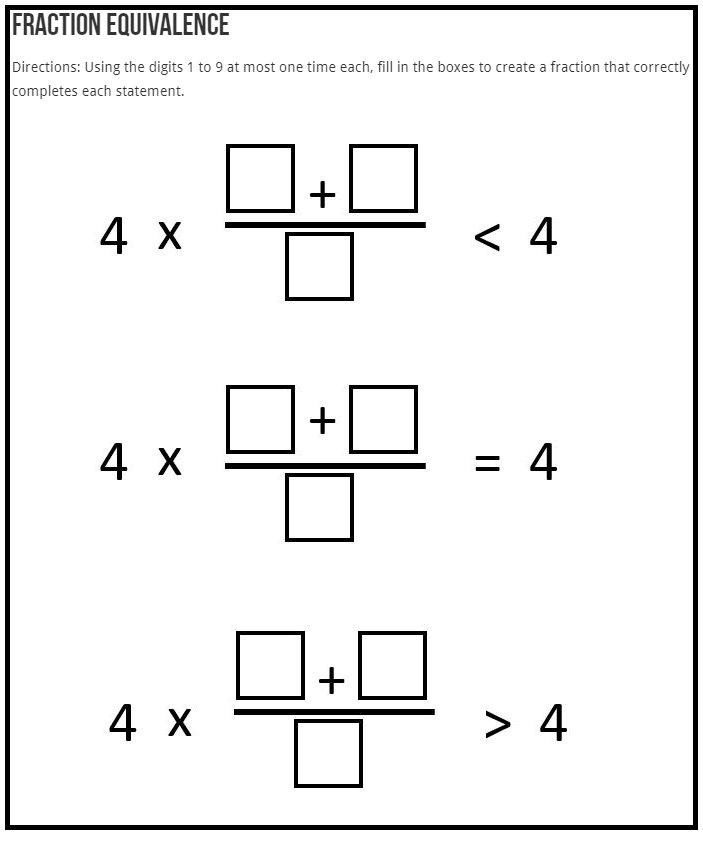 FRACTION EQUIVALENCE
Directions: Using the digits 1 to 9 at most one time each, fill in the boxes to create a fraction that correctly
completes each statement.
+
4 x < 4
+
4 x = 4
+
4 x > 4